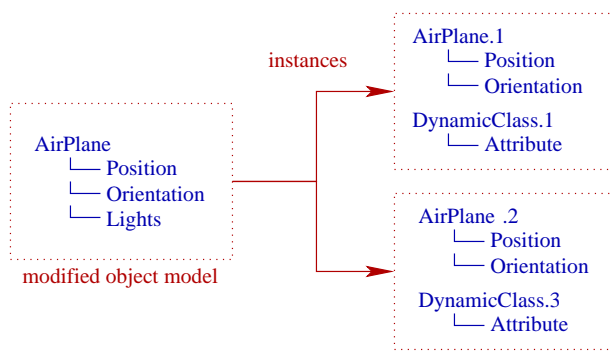 AirPlane
Position
Orientation
Lights
modified object model
instances
AirPlane.1
Position
Orientation
DynamicClass.1
Attribute
AirPlane .2
Position
Orientation
DynamicClass.3
Attribute